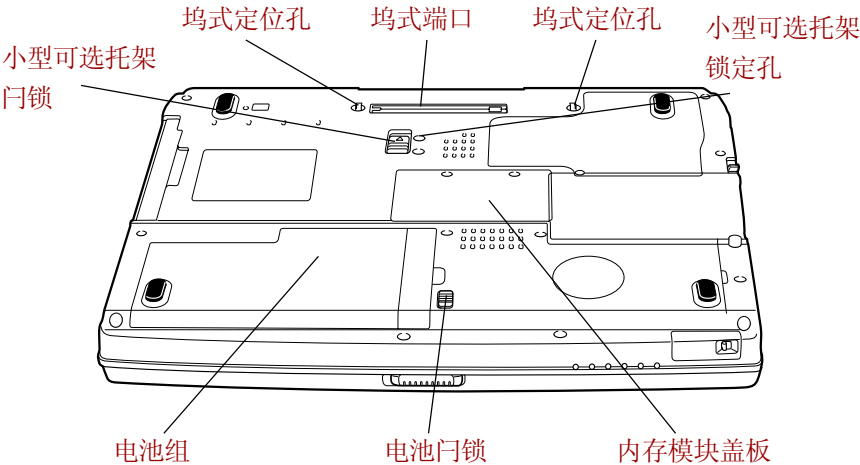 坞式定位孔
坞式端口
坞式定位孔
小型可选托架
锁定孔
小型可选托架
闩锁
电池组
电池闩锁
内存模块盖板